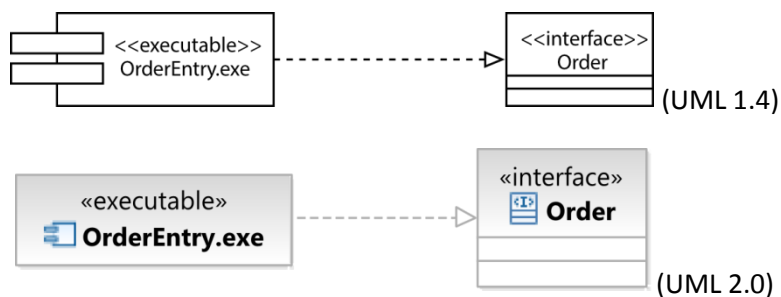 <<executable>>
OrderEntry.exe
<<interface>>
Order
(UML 1.4)
«executable»
OrderEntry.exe
«interface»
<I> Order
(UML 2.0)